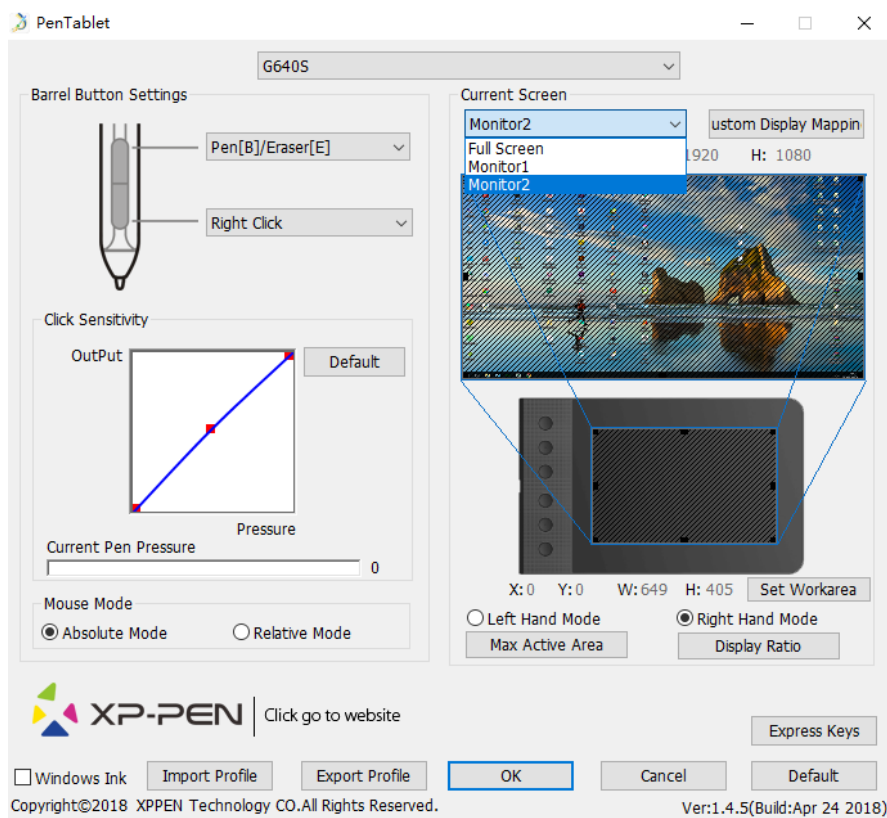 PenTablet
G640S
Barrel Button Settings
Pen[B]/Eraser[E]
Right Click
Click Sensitivity
OutPut
Default
Pressure
Current Pen Pressure
0
Mouse Mode
Absolute Mode
Relative Mode
Current Screen
Monitor2
ustom Display Mappin
Full Screen
Monitor1
Monitor2
1920 H: 1080
X: 0 Y: 0 W: 649 H: 405 Set Workarea
Left Hand Mode
Right Hand Mode
Max Active Area
Display Ratio
XP-PEN
Click go to website
Express Keys
Windows Ink
Import Profile
Export Profile
OK
Cancel
Default
Copyright©2018 XPPEN Technology CO.All Rights Reserved.
Ver:1.4.5(Build:Apr 24 2018)